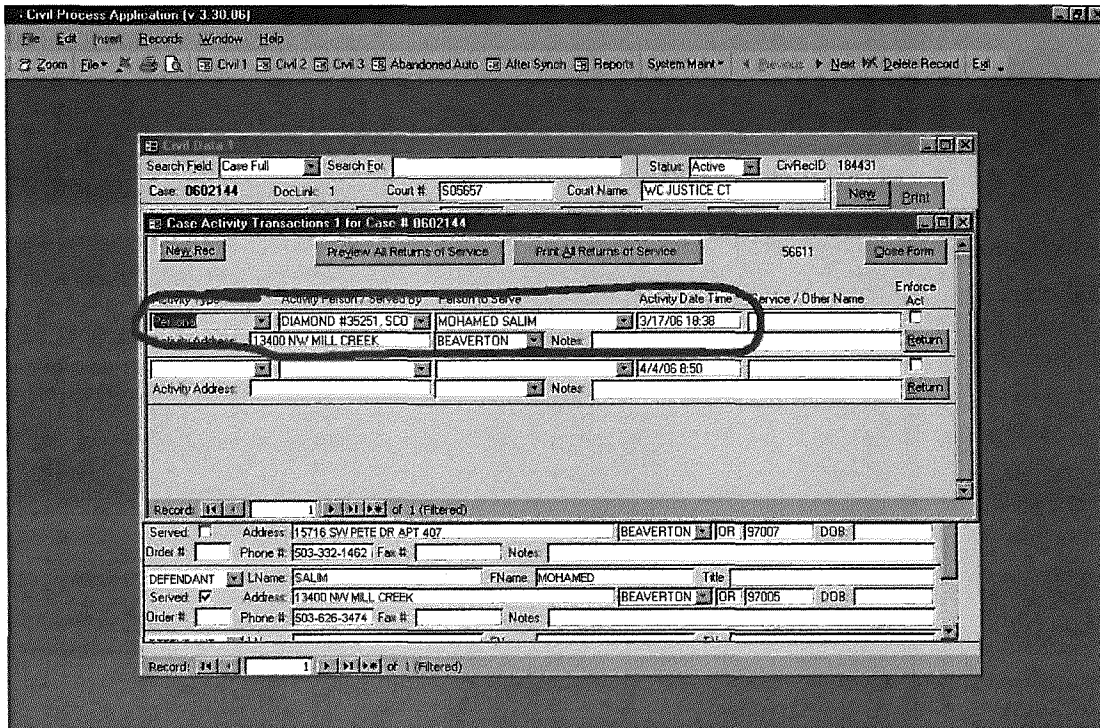 Civil Process Application (v 3.30.06)
File Edit Insert Records Window Help
Zoom File Civil 1 Civil 2 Civil 3 Abandoned Auto After Synch Reports System Maint Previous Next Delete Record Exit
Civil Data 1
Search Field: Case Full Search For: Status: Active CivRecID: 184431
Case: 0602144 DocLink: 1 Court #: S05657 Court Name: WC JUSTICE CT New Print
Case Activity Transactions 1 for Case # 0602144
New Rec Preview All Returns of Service Print All Returns of Service 56611 Close Form
Activity Type Activity Person / Served By Person to Serve Activity Date Time Service / Other Name Enforce Act
Personal DIAMOND #35251, SCO MOHAMED SALIM 3/17/06 18:38
Activity Address: 13400 NW MILL CREEK BEAVERTON Notes: Return
4/4/06 8:50
Activity Address: Notes: Return
Record: 1 of 1 (Filtered)
Served: Address: 15716 SW PETE DR APT 407 BEAVERTON OR 97007 DOB:
Order # Phone #: 503-332-1462 Fax #: Notes:
DEFENDANT LName: SALIM FName: MOHAMED Title:
Served: Address: 13400 NW MILL CREEK BEAVERTON OR 97005 DOB:
Order # Phone #: 503-626-3474 Fax #: Notes:
Record: 1 of 1 (Filtered)